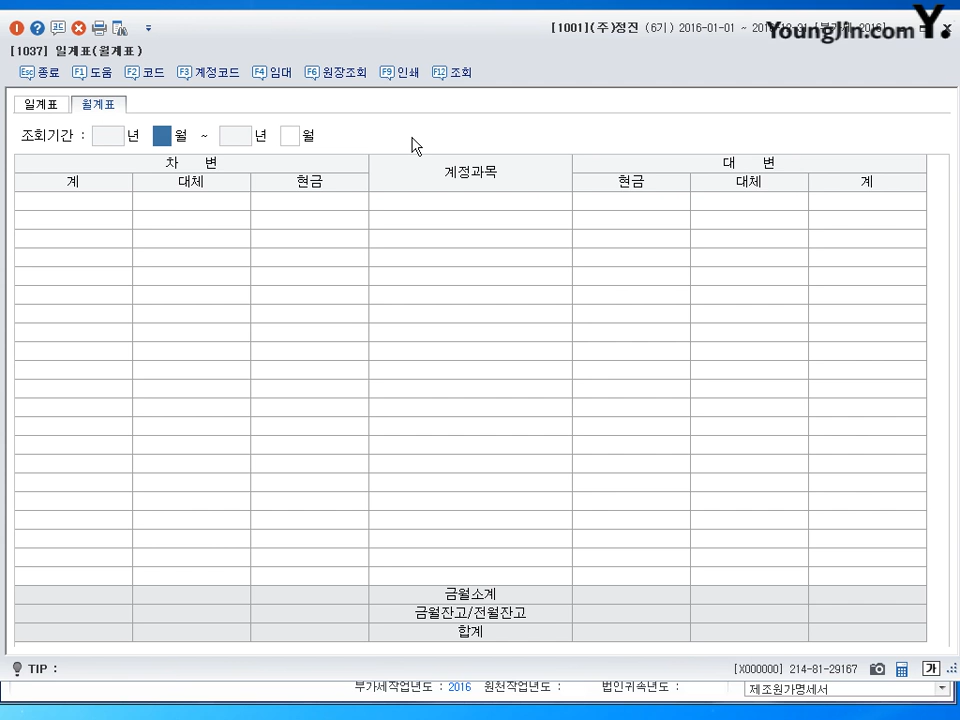 [1001](주)정진 (6기) 2016-01-01 ~
YoungJin.com Y.
[1037] 일계표(월계표)
Esc 종료 F1 도움 F2 코드 F3 계정코드 F4 임대 F6 원장조회 F9 인쇄 F12 조회
일계표 월계표
조회기간 : 년 월 ~ 년 월
차 변 계정과목 대 변
계 대체 현금 현금 대체 계
금월소계
금월잔고/전월잔고
합계
TIP : [X000000] 214-81-29167 가
부가세작업년도 : 2016 원천작업년도 : 법인귀속년도 : 제조원가명세서